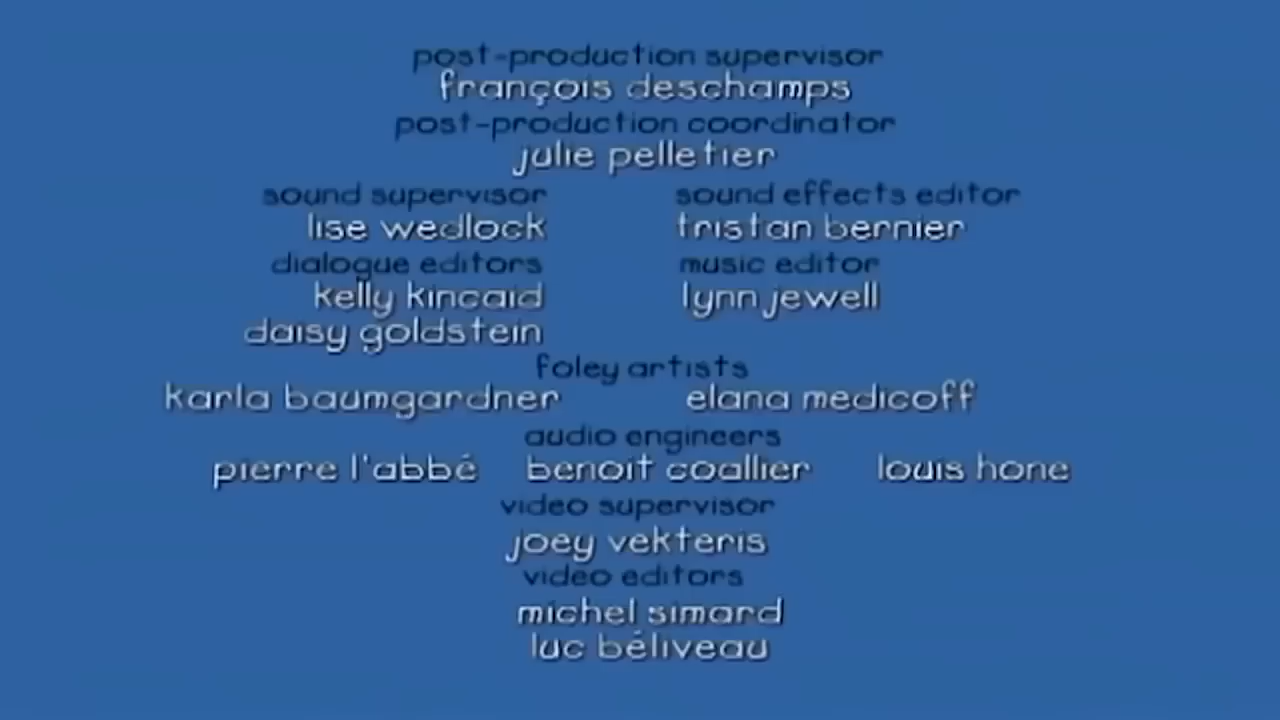 post-production supervisor
françois deschamps
post-production coordinator
julie pelletier
sound supervisor sound effects editor
lise wedlock tristan bernier
dialogue editors music editor
kelly kincaid lynn jewell
daisy goldstein
foley artists
karla baumgardner elana medicoff
audio engineers
pierre l'abbé benoit coallier louis hone
video supervisor
joey vekteris
video editors
michel simard
luc béliveau